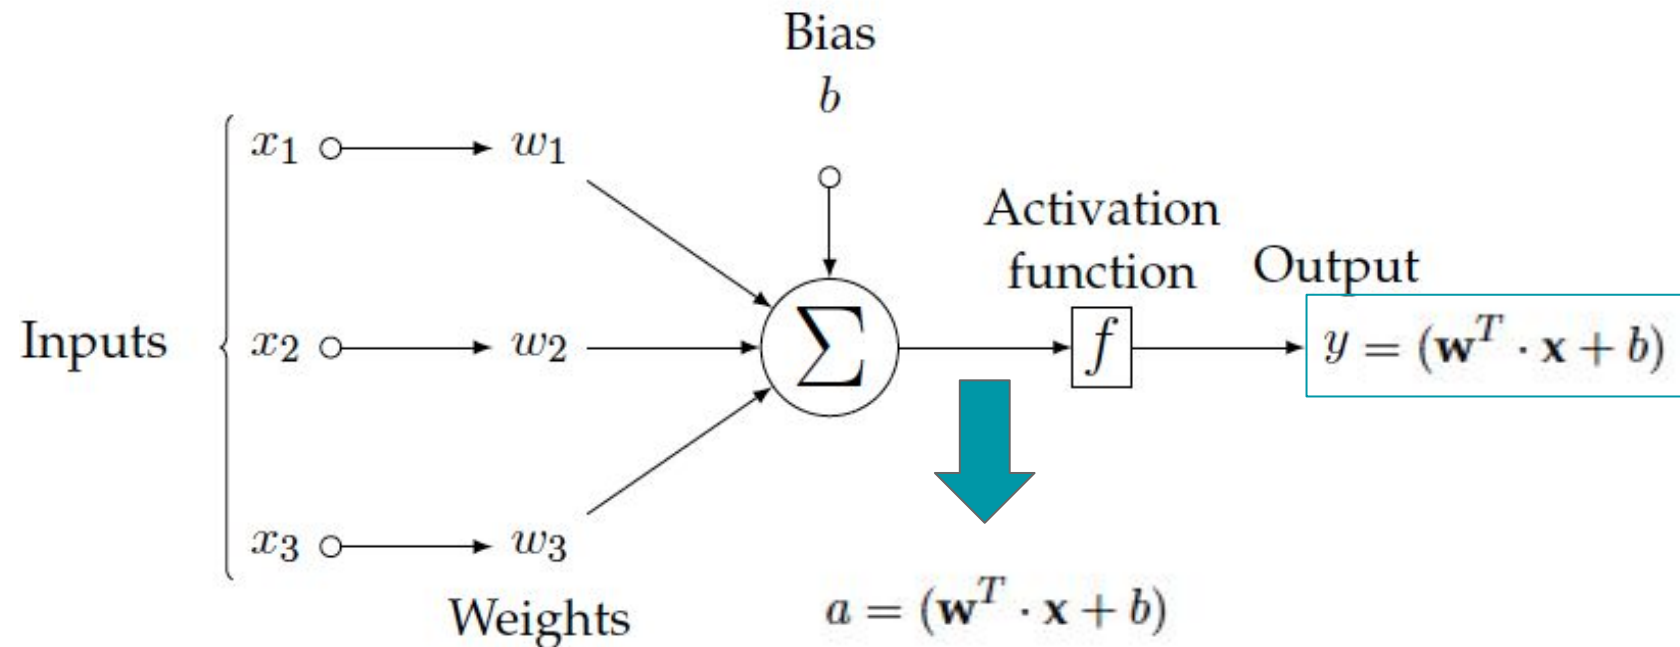 Bias
b
x₁
w₁
Activation
function
Output
Inputs
x₂
w₂
∑
f
y = (𝐰ᵀ · 𝐱 + b)
x₃
w₃
Weights
a = (𝐰ᵀ · 𝐱 + b)